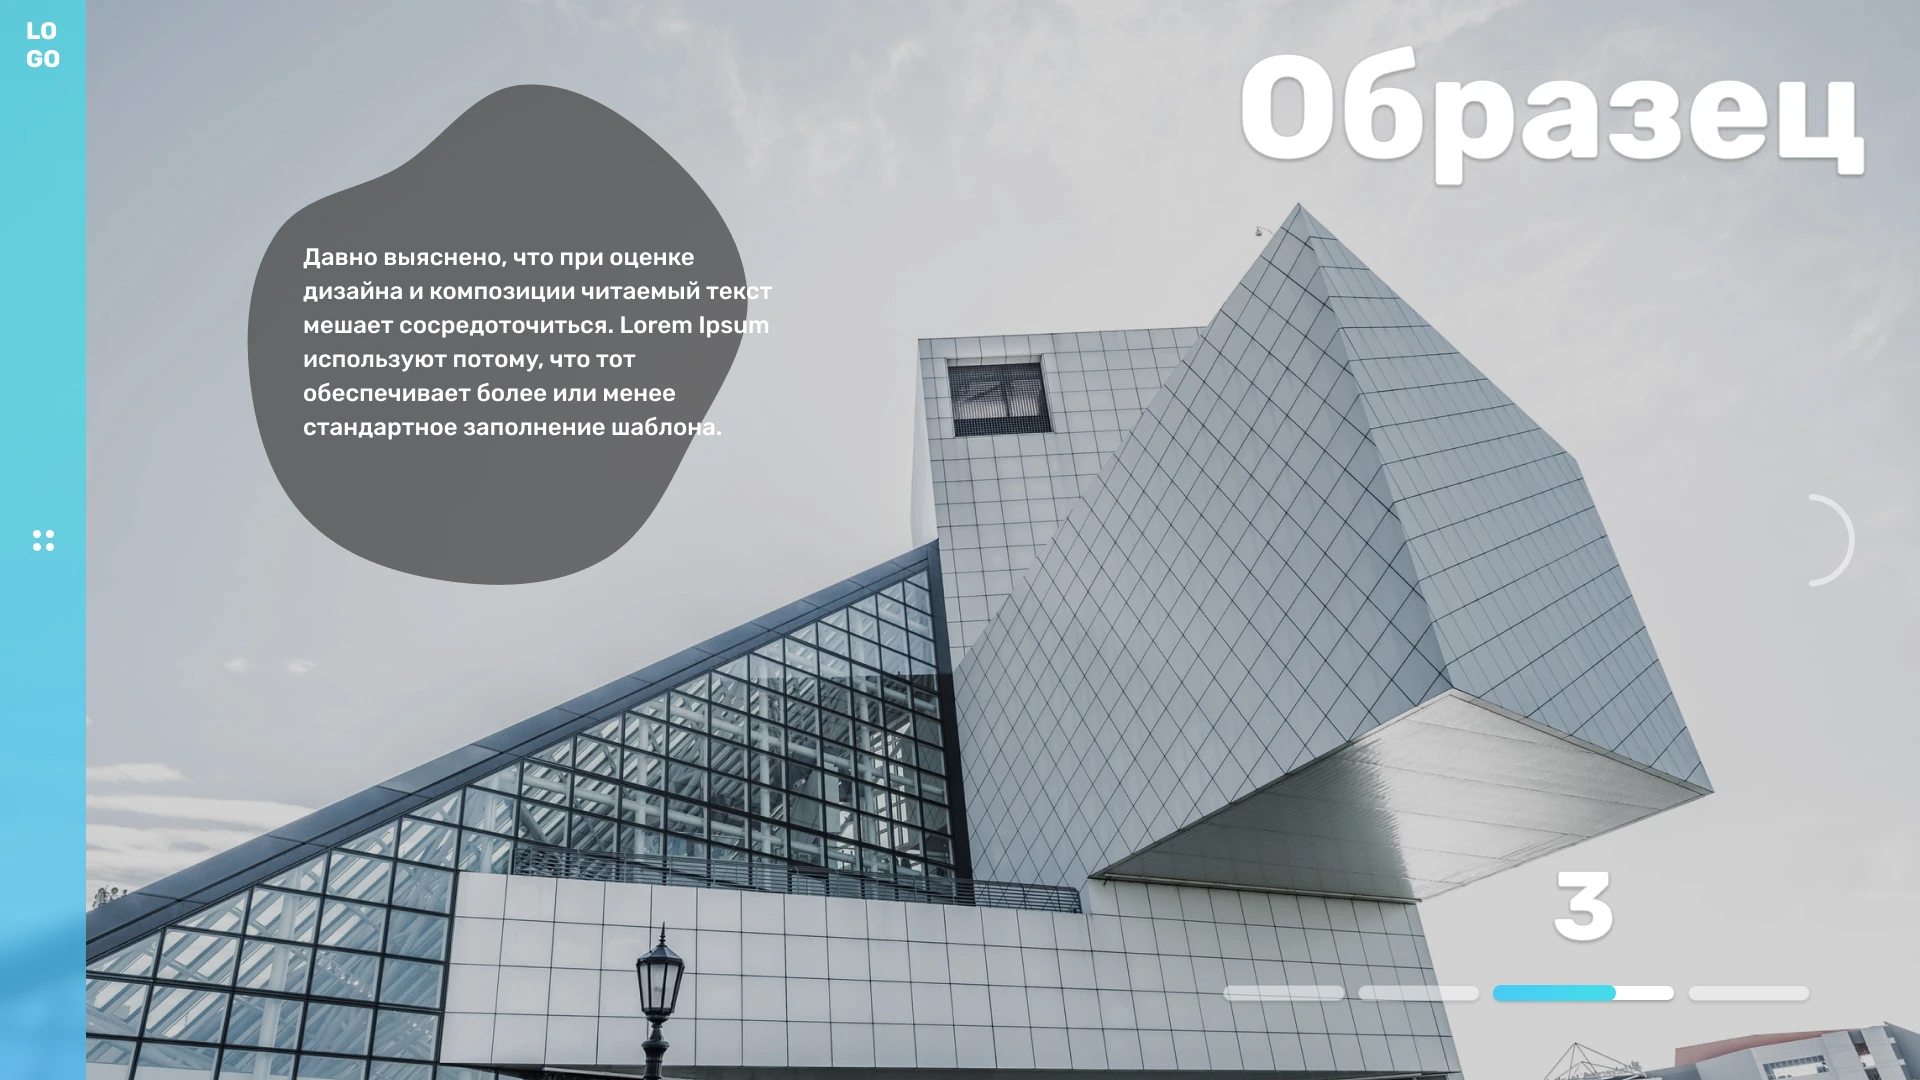 LO
GO
Образец
Давно выяснено, что при оценке
дизайна и композиции читаемый текст
мешает сосредоточиться. Lorem Ipsum
используют потому, что тот
обеспечивает более или менее
стандартное заполнение шаблона.
3